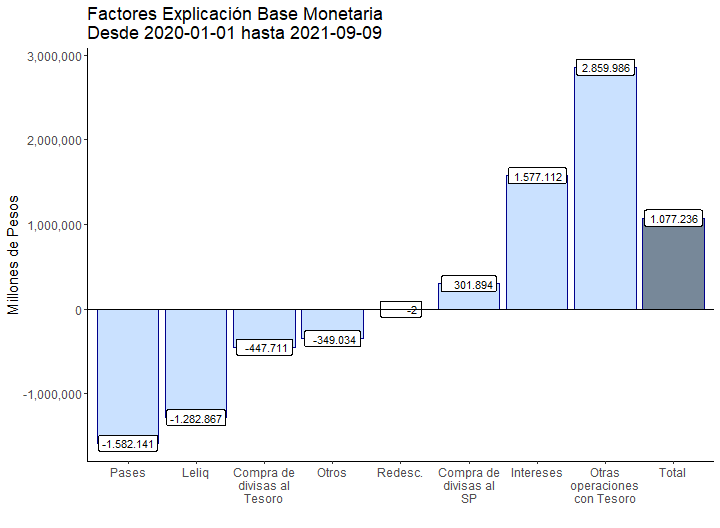 Factores Explicación Base Monetaria
Desde 2020-01-01 hasta 2021-09-09
Millones de Pesos
3,000,000
2,000,000
1,000,000
0
-1,000,000
-1.582.141
-1.282.867
-447.711
-349.034
-2
301.894
1.577.112
2.859.986
1.077.236
Pases
Leliq
Compra de
divisas al
Tesoro
Otros
Redesc.
Compra de
divisas al
SP
Intereses
Otras
operaciones
con Tesoro
Total